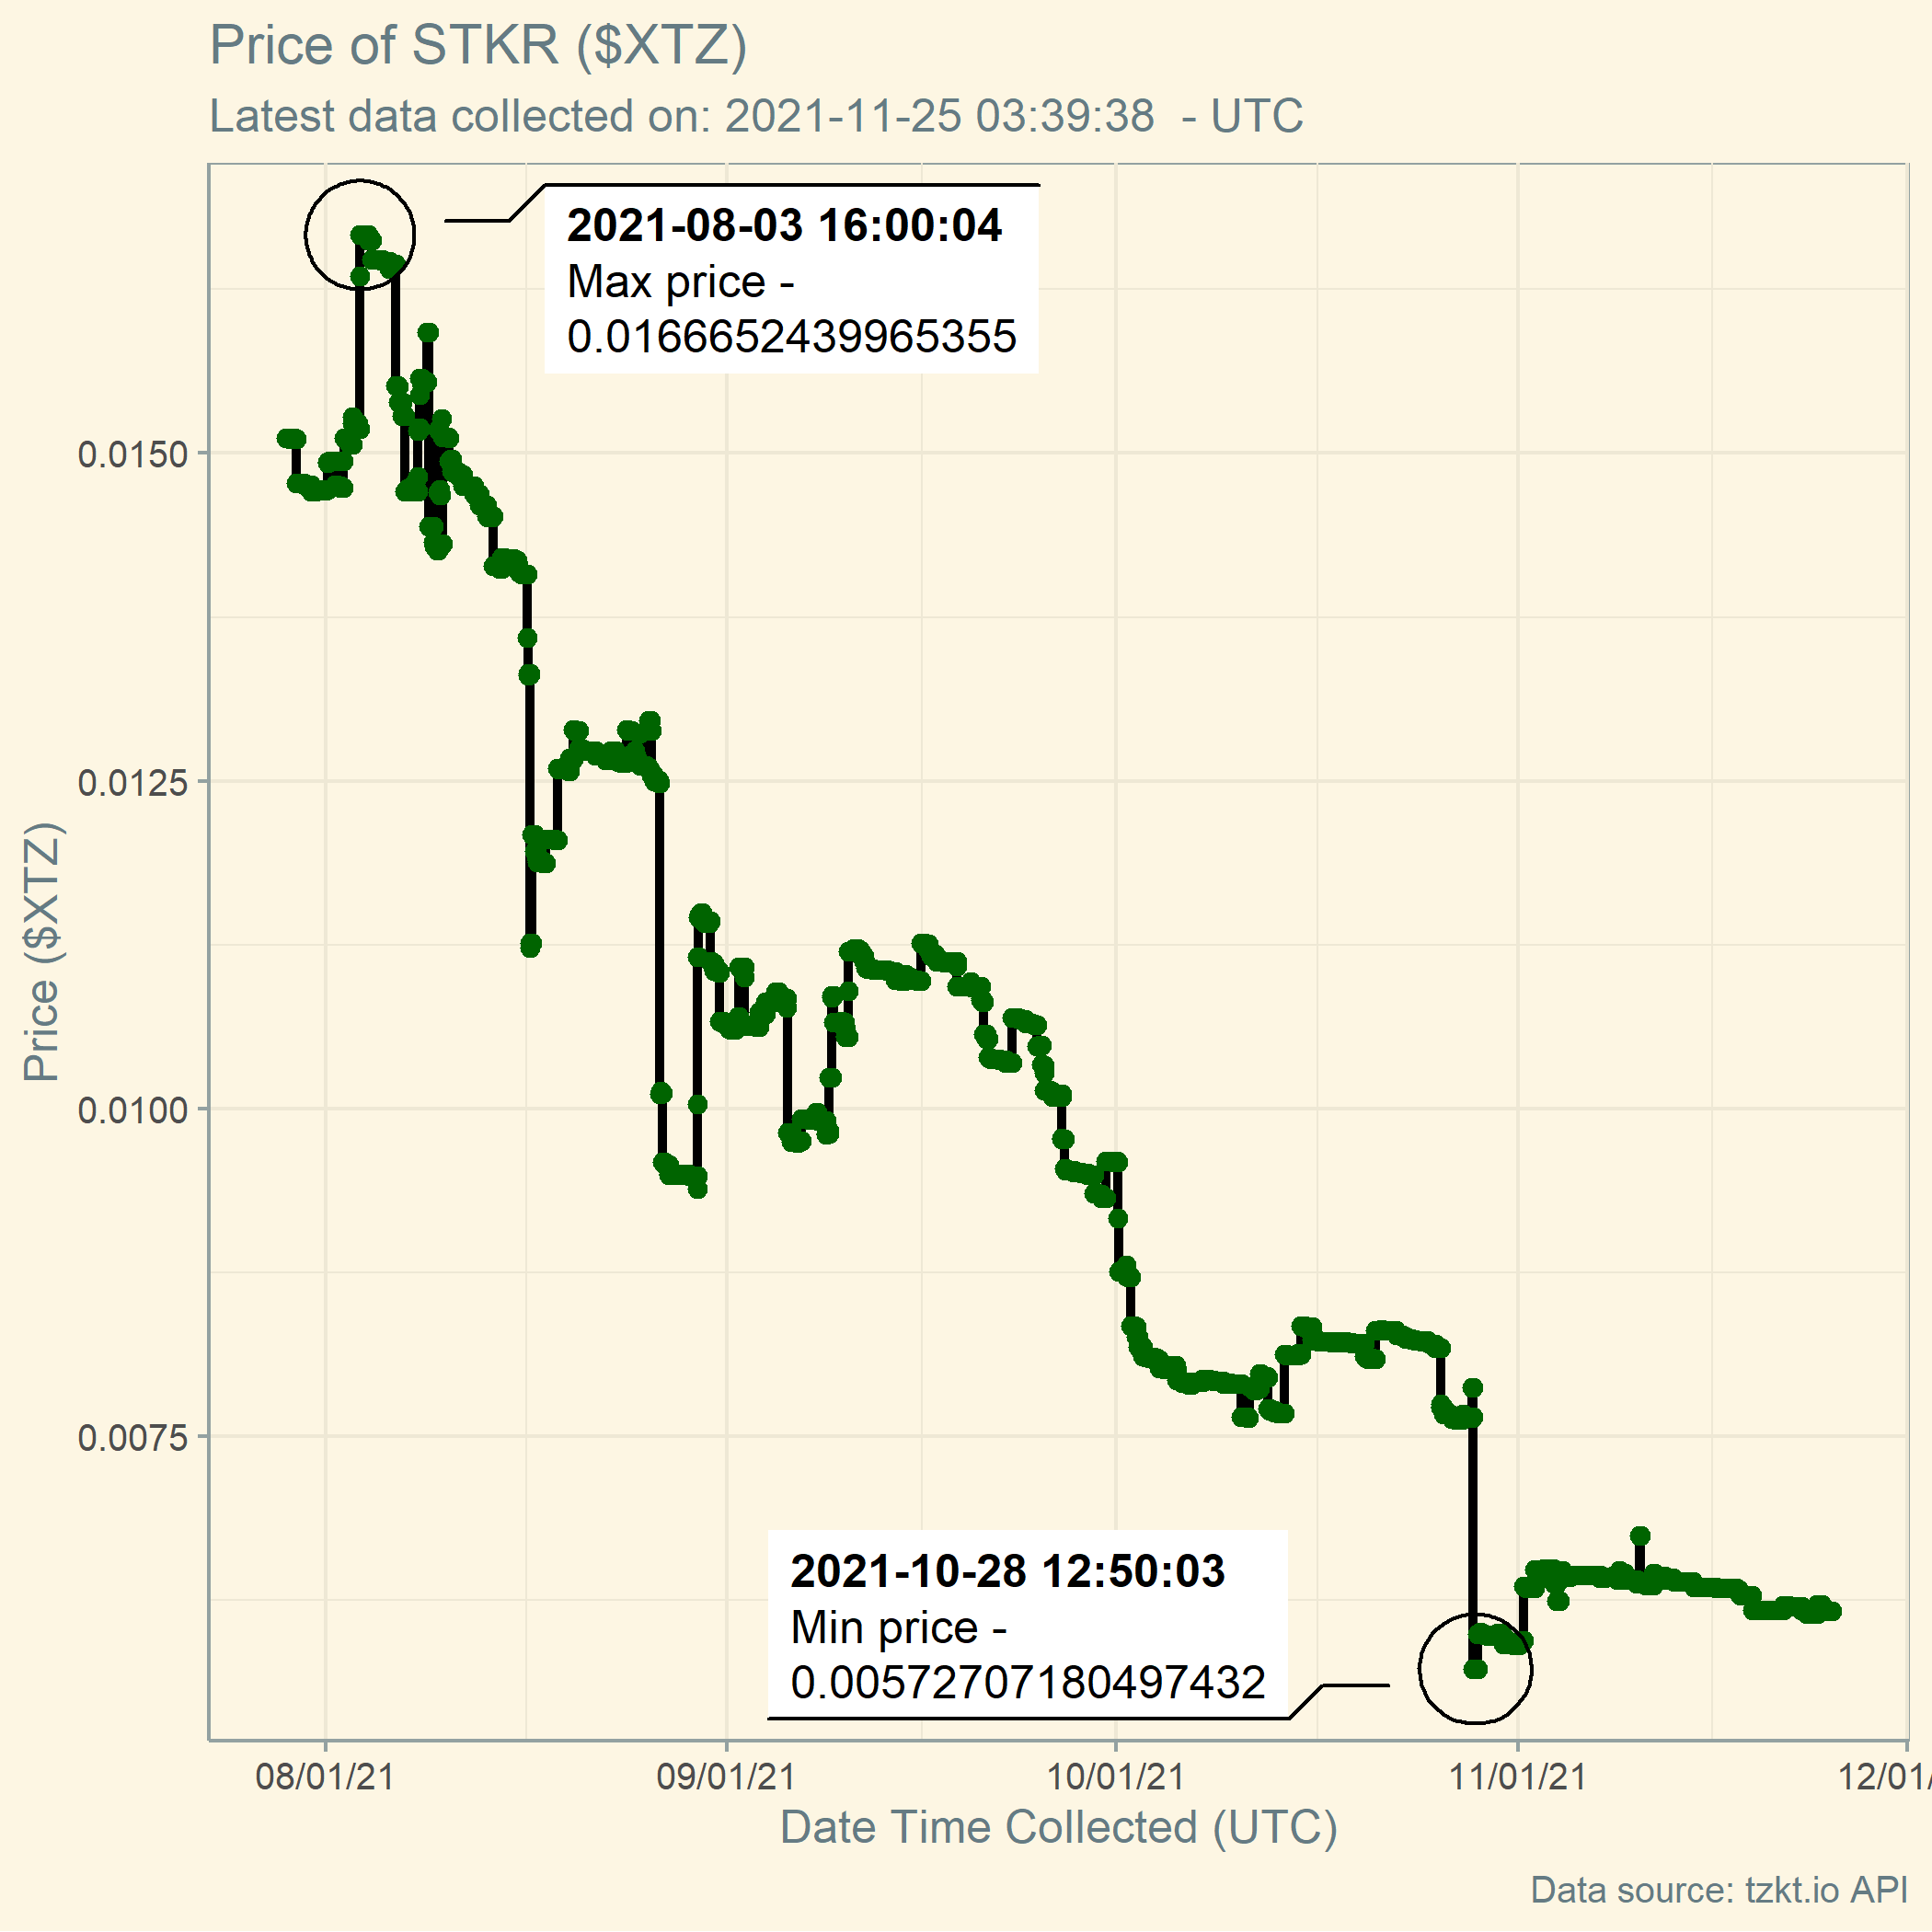 Price of STKR ($XTZ)
Latest data collected on: 2021-11-25 03:39:38  - UTC
2021-08-03 16:00:04
Max price -
0.0166652439965355
0.0150
0.0125
0.0100
0.0075
Price ($XTZ)
2021-10-28 12:50:03
Min price -
0.00572707180497432
08/01/21
09/01/21
10/01/21
11/01/21
12/01/
Date Time Collected (UTC)
Data source: tzkt.io API